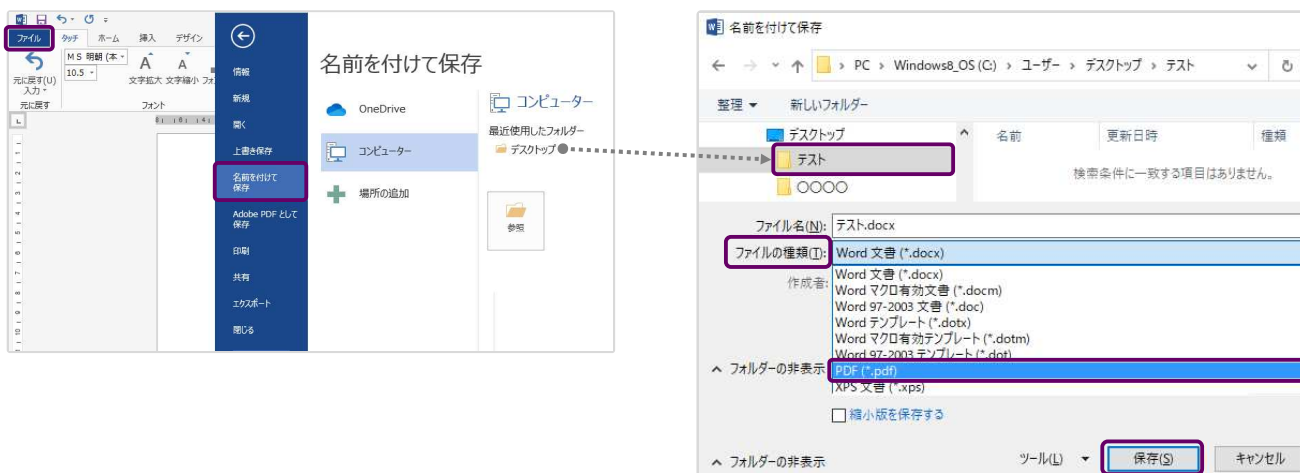 ファイル
タッチ
ホーム
挿入
デザイン
MS 明朝 (本
10.5
A
A
元に戻す(U)
入力
文字拡大 文字縮小
元に戻す
フォント
情報
新規
開く
上書き保存
名前を付けて
保存
Adobe PDF として
保存
印刷
共有
エクスポート
閉じる
名前を付けて保存
OneDrive
コンピューター
場所の追加
コンピューター
最近使用したフォルダー
デスクトップ
参照
名前を付けて保存
PC › Windows8_OS (C:) › ユーザー › デスクトップ › テスト
整理 ▼ 新しいフォルダー
デスクトップ
テスト
〇〇〇〇
名前 更新日時 種類
検索条件に一致する項目はありません。
ファイル名(N): テスト.docx
ファイルの種類(T): Word 文書 (*.docx)
作成者:
Word 文書 (*.docx)
Word マクロ有効文書 (*.docm)
Word 97-2003 文書 (*.doc)
Word テンプレート (*.dotx)
Word マクロ有効テンプレート (*.dotm)
Word 97-2003 テンプレート (*.dot)
PDF (*.pdf)
XPS 文書 (*.xps)
フォルダーの非表示
縮小版を保存する
フォルダーの非表示
ツール(L) ▼ 保存(S) キャンセル